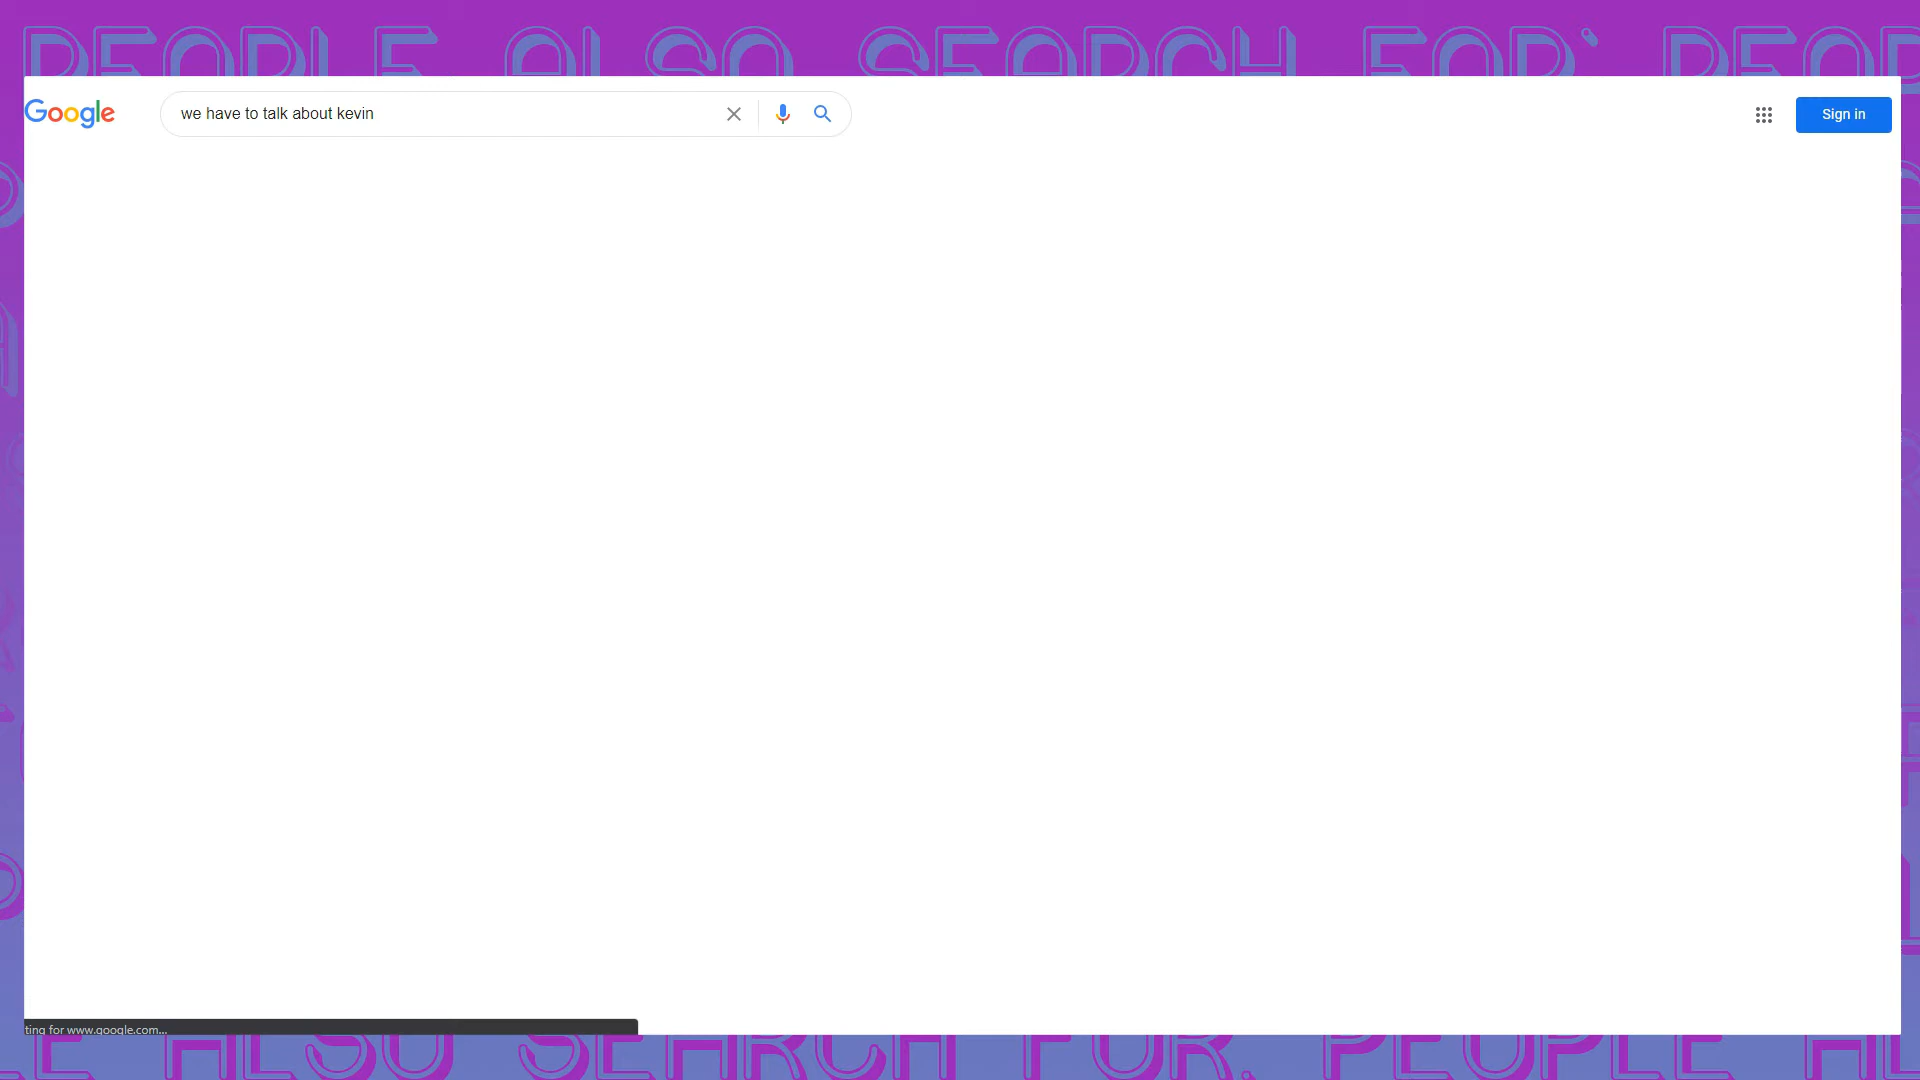 PEOPLE ALSO SEARCH FOR
Google
we have to talk about kevin
Sign in
ting for www.google.com...
ALSO SEARCH FOR. PEOPLE